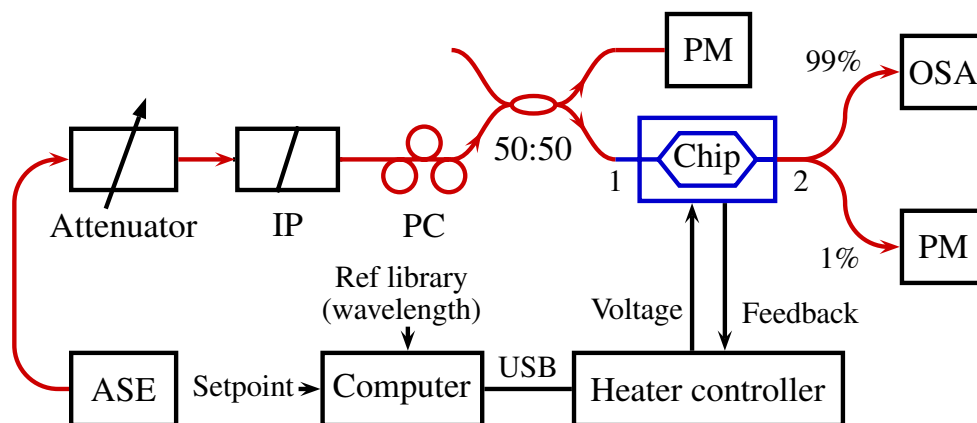 PM
99%
OSA
50:50
Chip
1
2
Attenuator
IP
PC
1%
PM
Ref library
(wavelength)
Voltage
Feedback
ASE
Setpoint
Computer
USB
Heater controller